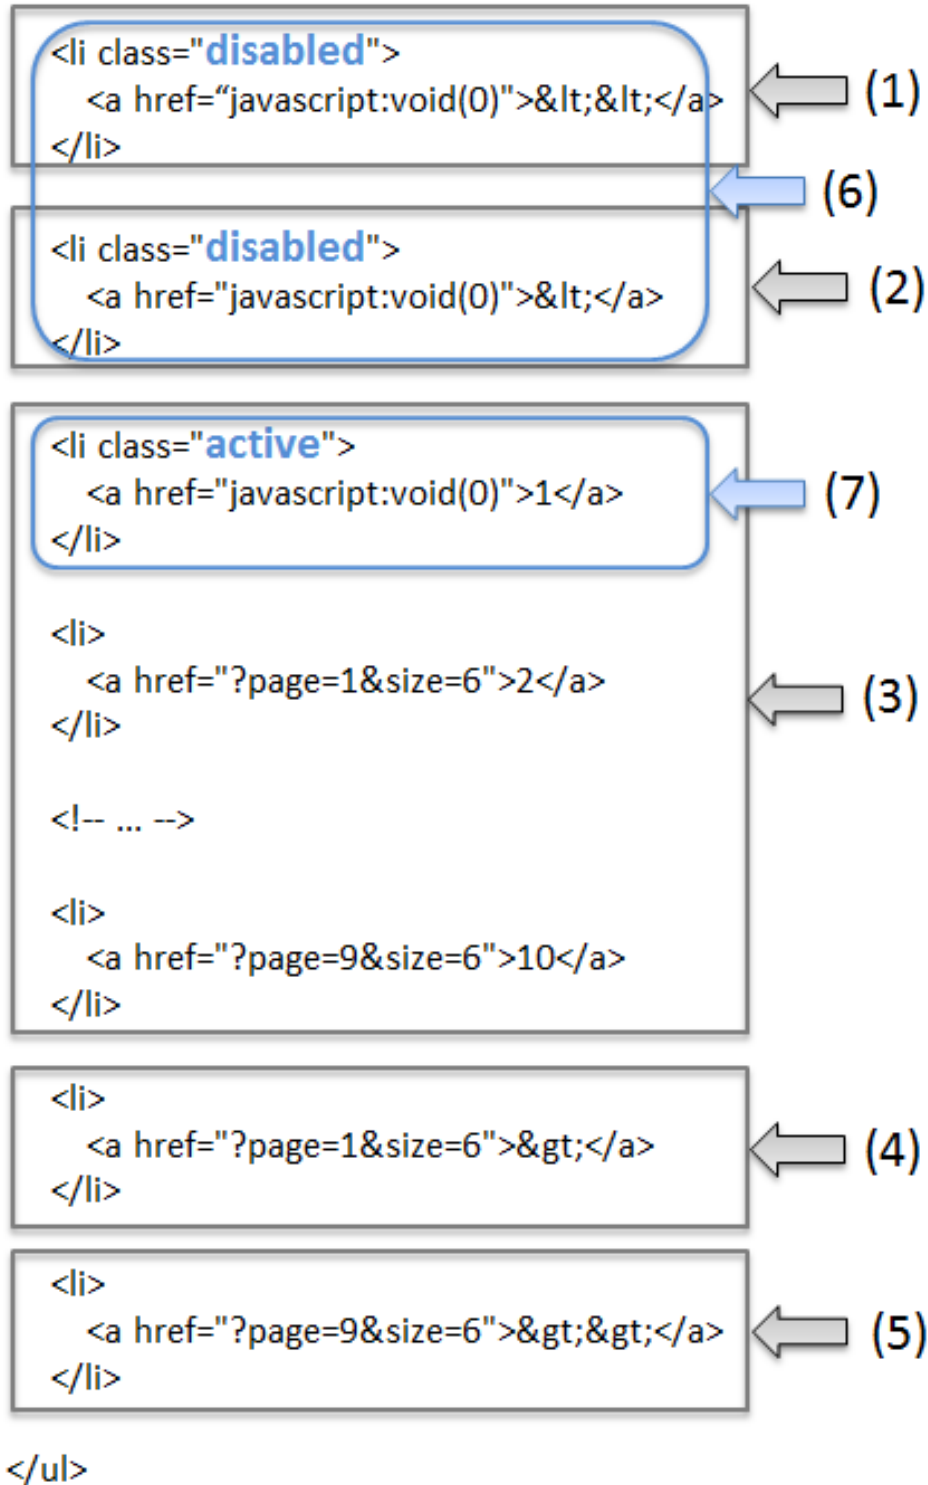 <li class="disabled">
<a href=“javascript:void(0)">&lt;&lt;</a>
(1)
</li>
(6)
<li class="disabled">
<a href="javascript:void(0)">&lt;</a>
(2)
</li>
<li class="active">
<a href="javascript:void(0)">1</a>
(7)
</li>
<li>
<a href="?page=1&size=6">2</a>
(3)
</li>
<!-- ... -->
<li>
<a href="?page=9&size=6">10</a>
</li>
<li>
<a href="?page=1&size=6">&gt;</a>
(4)
</li>
<li>
<a href="?page=9&size=6">&gt;&gt;</a>
(5)
</li>
</ul>